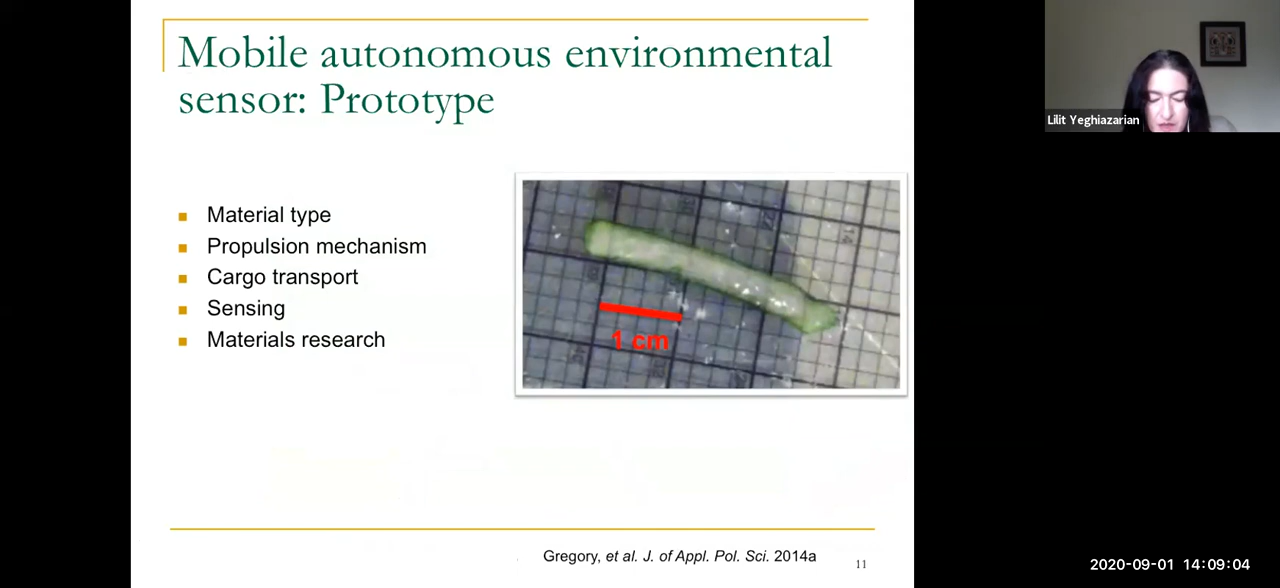 Mobile autonomous environmental
sensor: Prototype
Material type
Propulsion mechanism
Cargo transport
Sensing
Materials research
1 cm
Gregory, et al. J. of Appl. Pol. Sci. 2014a
11
Lilit Yeghiazarian
2020-09-01 14:09:04